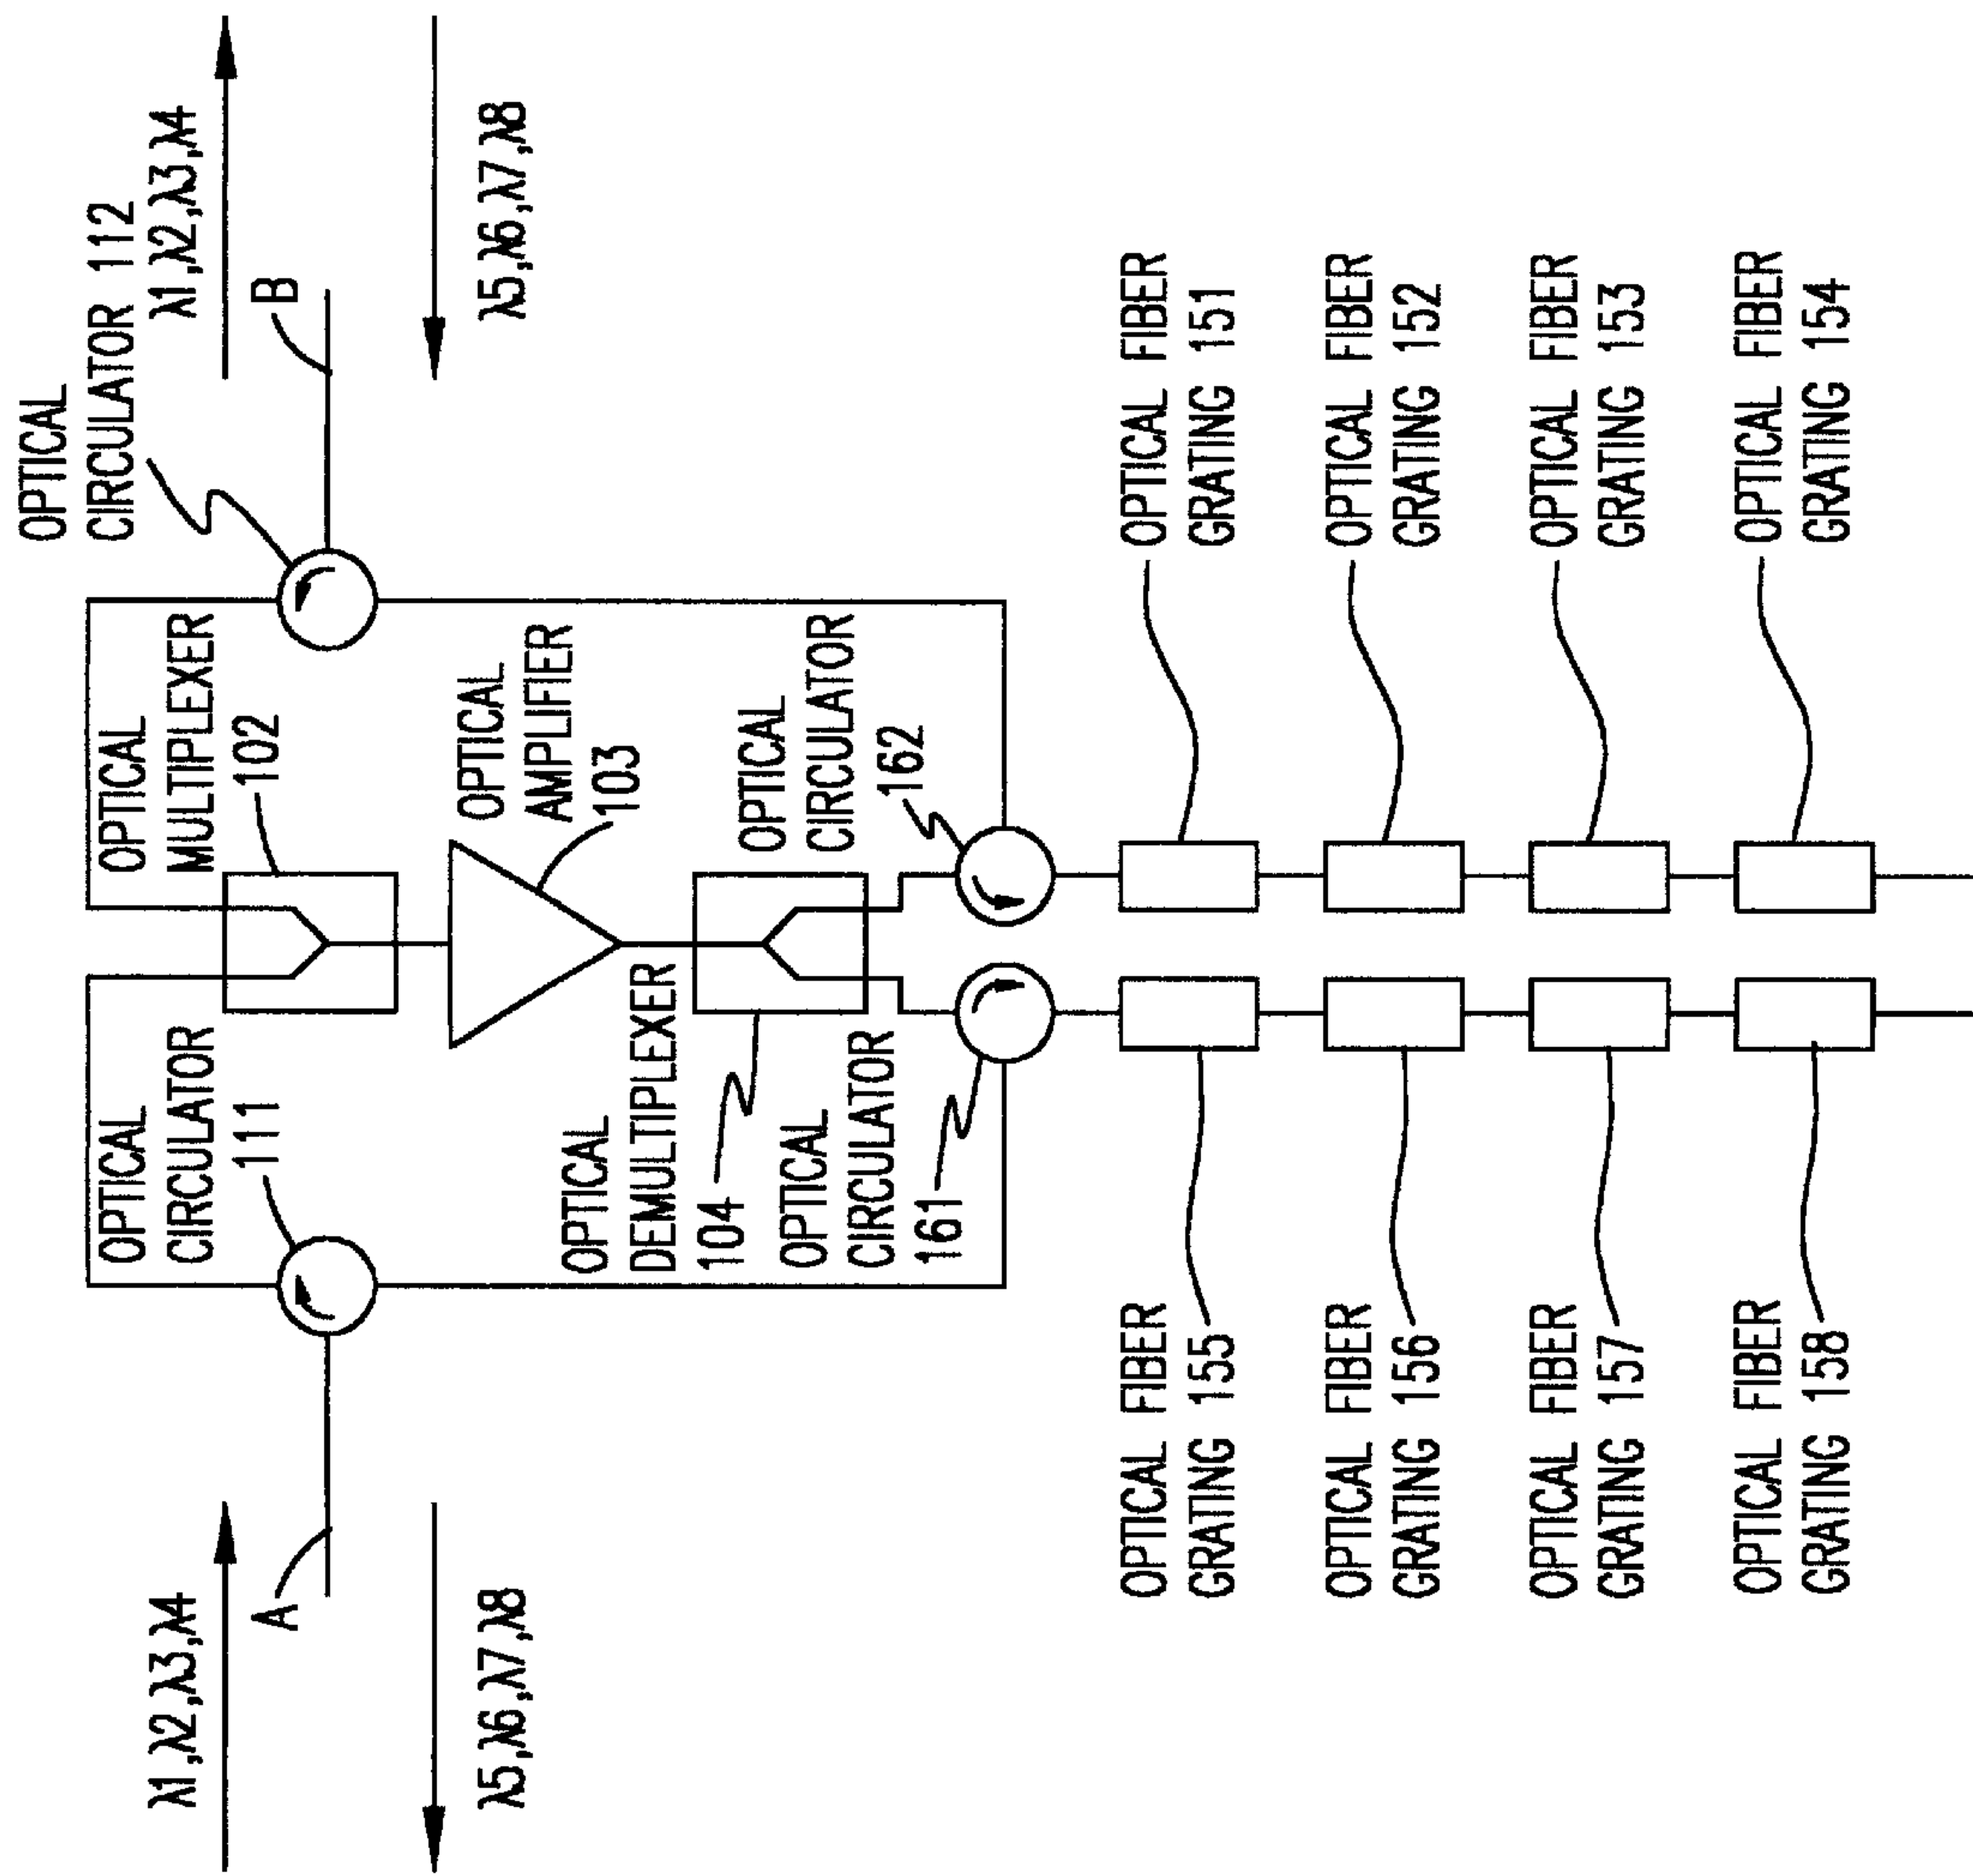 OPTICAL
CIRCULATOR 112
λ1,λ2,λ3,λ4
B
λ5,λ6,λ7,λ8
OPTICAL
MULTIPLEXER
102
OPTICAL
AMPLIFIER
103
OPTICAL
CIRCULATOR
162
OPTICAL FIBER
GRATING 151
OPTICAL FIBER
GRATING 152
OPTICAL FIBER
GRATING 153
OPTICAL FIBER
GRATING 154
OPTICAL
CIRCULATOR
111
OPTICAL
DEMULTIPLEXER
104
OPTICAL
CIRCULATOR
161
λ1,λ2,λ3,λ4
A
λ5,λ6,λ7,λ8
OPTICAL FIBER
GRATING 155
OPTICAL FIBER
GRATING 156
OPTICAL FIBER
GRATING 157
OPTICAL FIBER
GRATING 158